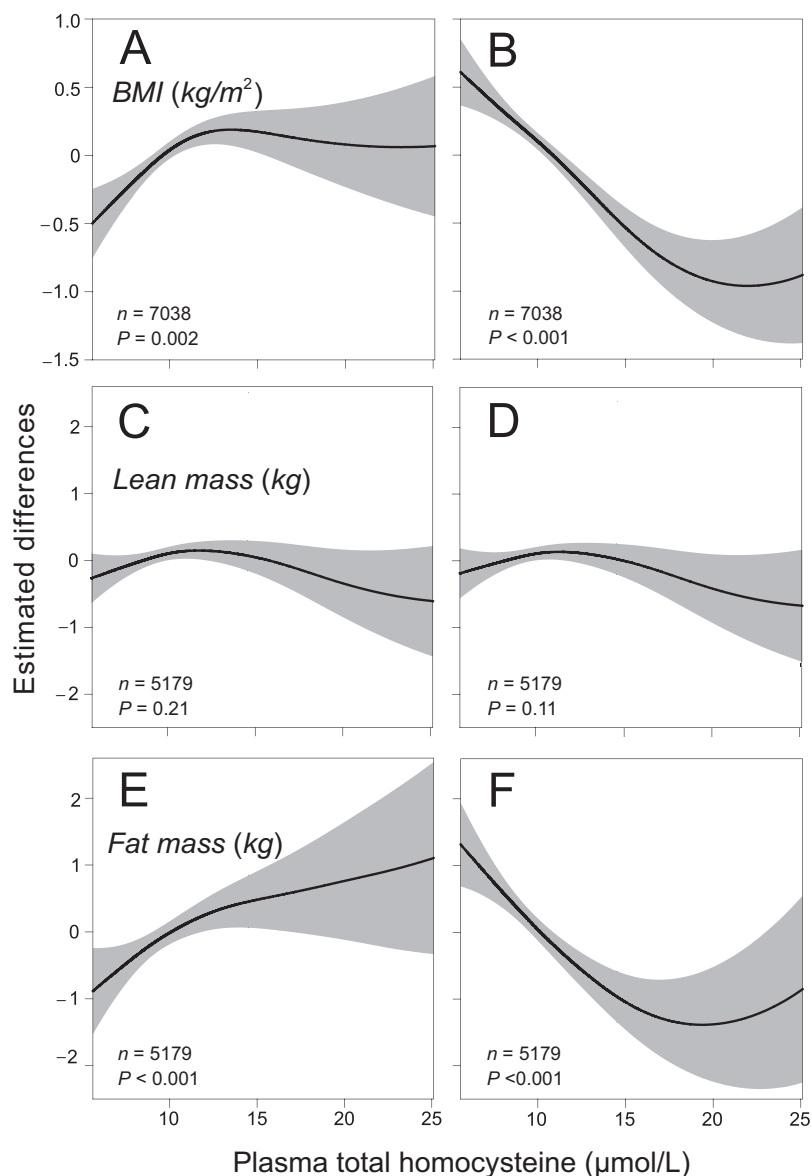 A
B
BMI (kg/m²)
1.0
0.5
0
−0.5
−1.0
−1.5
n = 7038
P = 0.002
n = 7038
P < 0.001
C
D
Lean mass (kg)
2
1
0
−1
−2
n = 5179
P = 0.21
n = 5179
P = 0.11
E
F
Fat mass (kg)
2
1
0
−1
−2
n = 5179
P < 0.001
n = 5179
P <0.001
10 15 20 25 10 15 20 25
Estimated differences
Plasma total homocysteine (μmol/L)